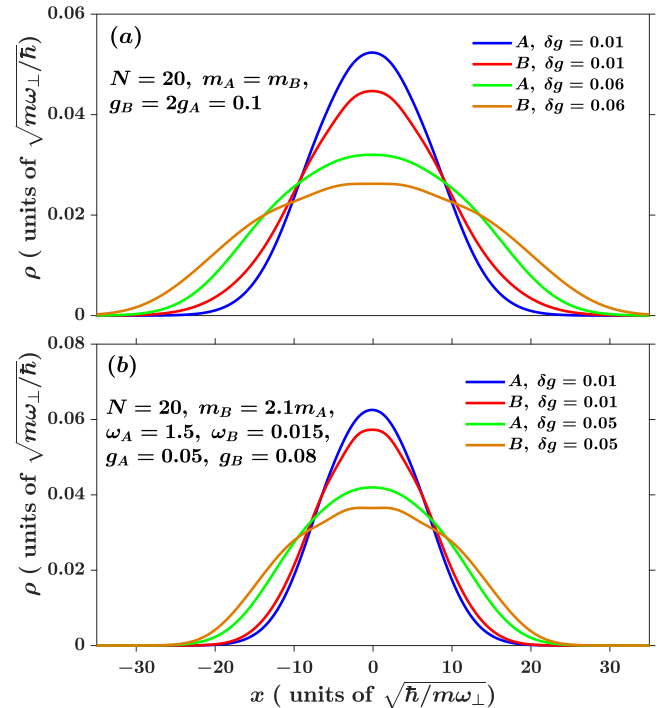 0.06
(a)
N = 20, m_A = m_B,
g_B = 2g_A = 0.1
A, δg = 0.01
B, δg = 0.01
A, δg = 0.06
B, δg = 0.06
0.04
0.02
0
ρ ( units of √mω⊥/ħ)
0.08
(b)
N = 20, m_B = 2.1m_A,
ω_A = 1.5, ω_B = 0.015,
g_A = 0.05, g_B = 0.08
A, δg = 0.01
B, δg = 0.01
A, δg = 0.05
B, δg = 0.05
0.06
0.04
0.02
0
ρ ( units of √mω⊥/ħ)
−30 −20 −10 0 10 20 30
x ( units of √ħ/mω⊥)